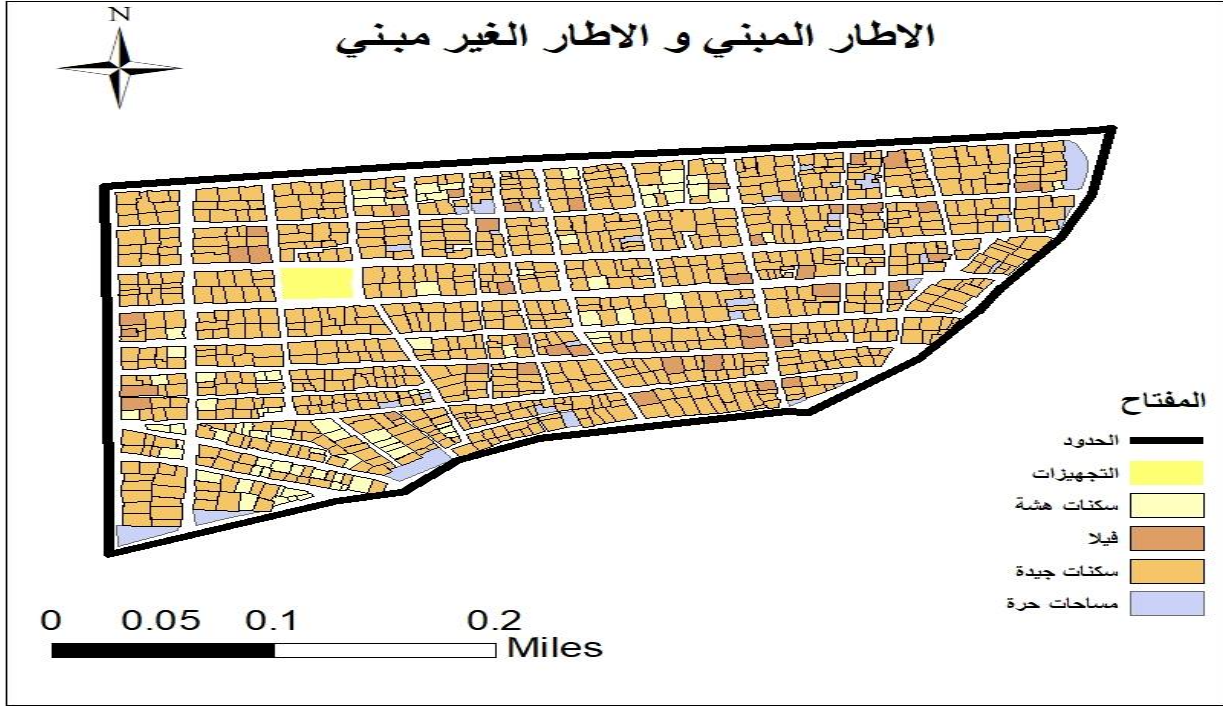 N
الاطار المبني و الاطار الغير مبني
المفتاح
الحدود
التجهيزات
سكنات هشة
فيلا
سكنات جيدة
مساحات حرة
0 0.05 0.1 0.2
Miles